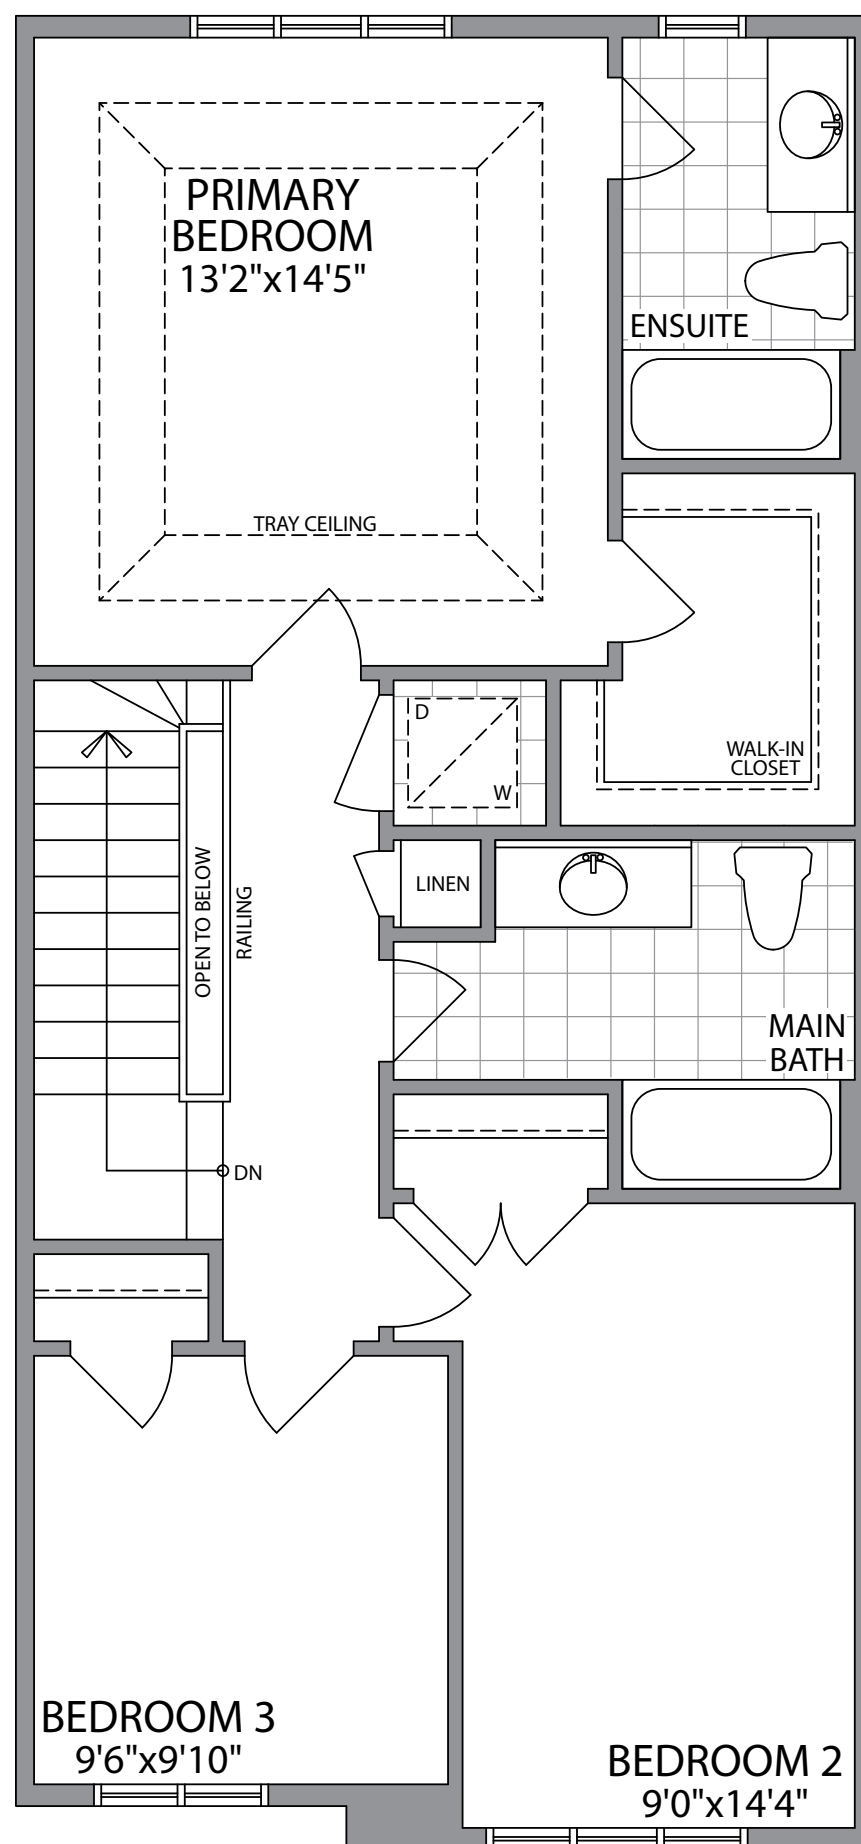 PRIMARY
BEDROOM
13'2"x14'5"
ENSUITE
TRAY CEILING
D
W
WALK-IN
CLOSET
OPEN TO BELOW
RAILING
LINEN
MAIN
BATH
DN
BEDROOM 3
9'6"x9'10"
BEDROOM 2
9'0"x14'4"